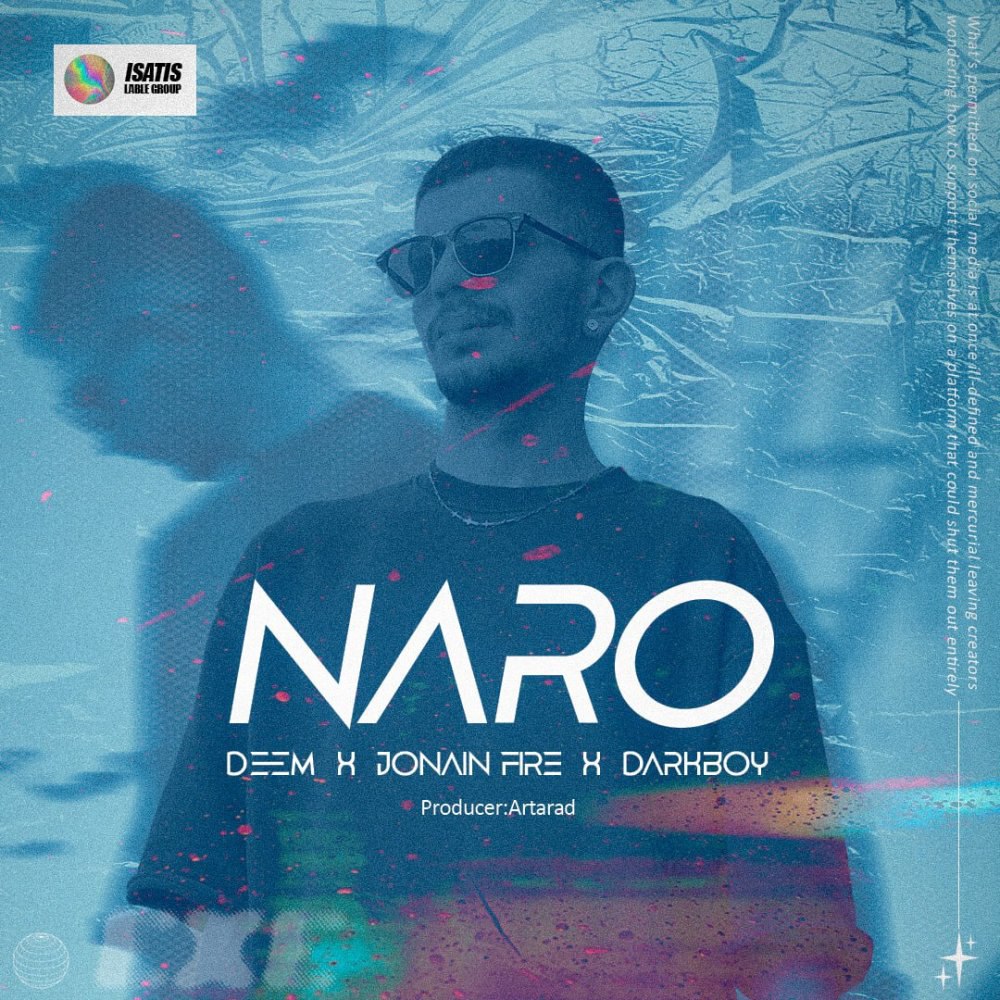 ISATIS
LABLE GROUP
What's permitted on social media is at once ill-defined and mercurial leaving creators
wondering how to support themselves on a platform that could shut them out entirely
NARO
DEEM X JONAIN FIRE X DARKBOY
Producer:Artarad